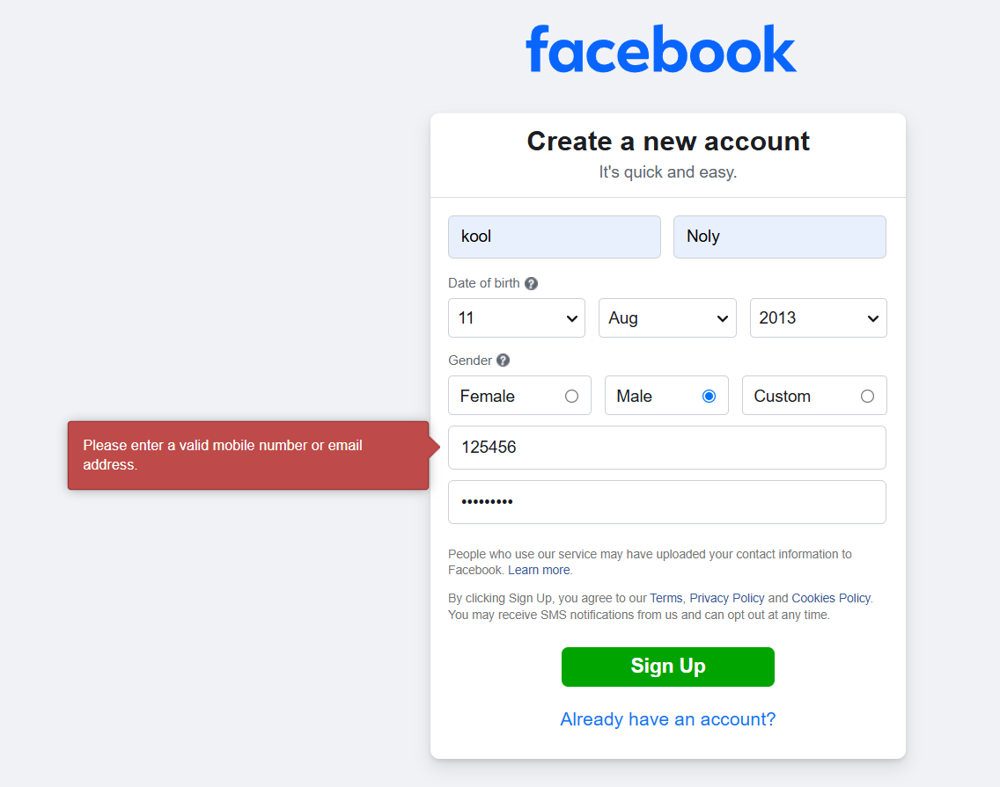 facebook
Create a new account
It's quick and easy.
kool Noly
Date of birth ?
11 Aug 2013
Gender ?
Female Male Custom
Please enter a valid mobile number or email
address.
125456
•••••••••
People who use our service may have uploaded your contact information to
Facebook. Learn more.
By clicking Sign Up, you agree to our Terms, Privacy Policy and Cookies Policy.
You may receive SMS notifications from us and can opt out at any time.
Sign Up
Already have an account?